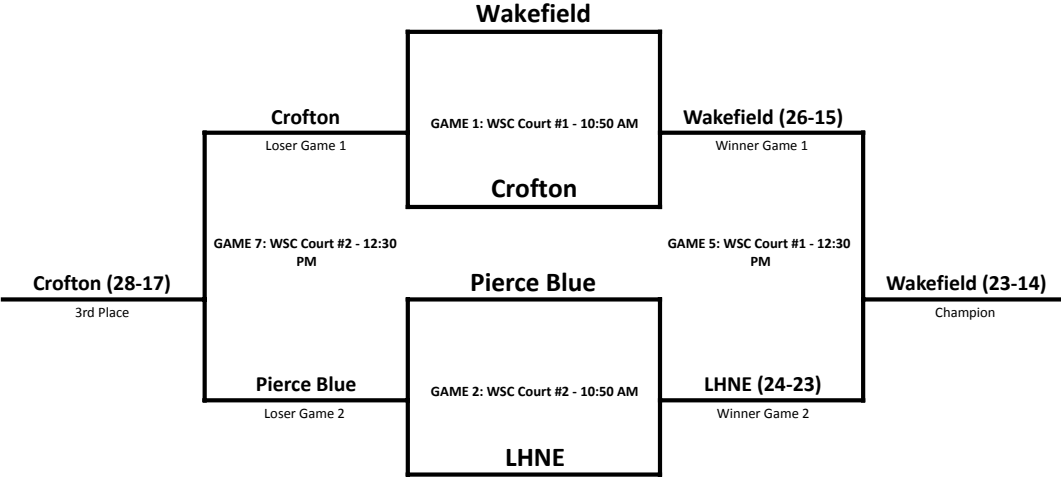 Wakefield
Crofton
GAME 1: WSC Court #1 - 10:50 AM
Wakefield (26-15)
Loser Game 1
Winner Game 1
Crofton
GAME 7: WSC Court #2 - 12:30
PM
GAME 5: WSC Court #1 - 12:30
PM
Crofton (28-17)
Pierce Blue
Wakefield (23-14)
3rd Place
Champion
Pierce Blue
GAME 2: WSC Court #2 - 10:50 AM
LHNE (24-23)
Loser Game 2
Winner Game 2
LHNE